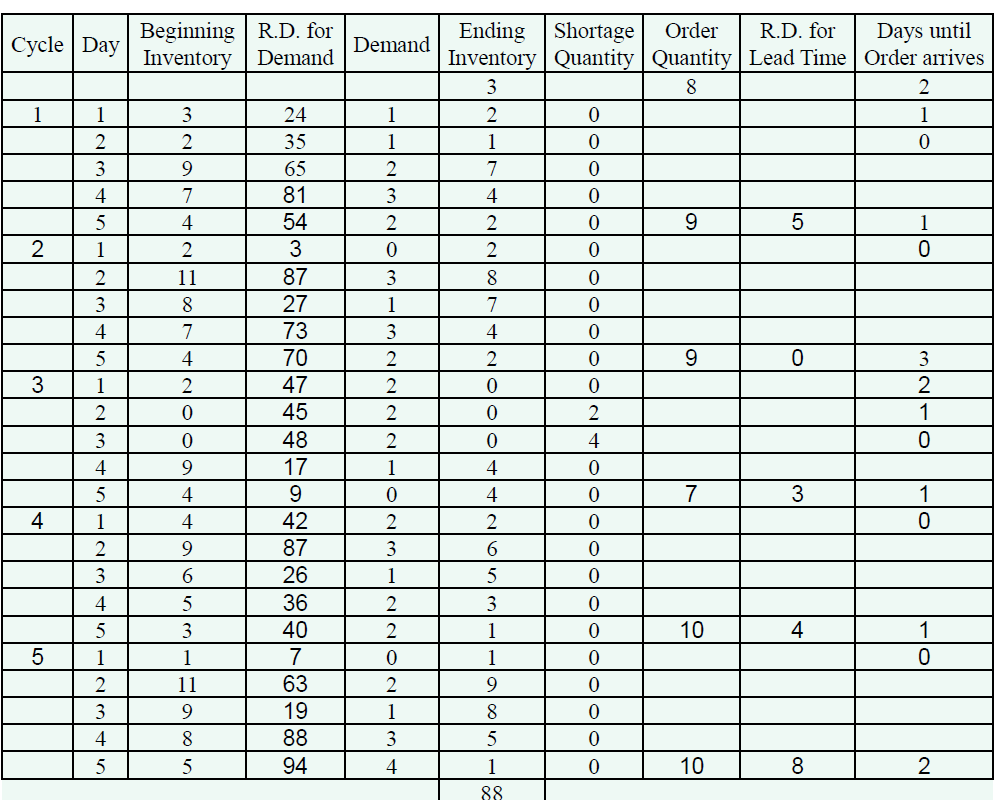 Cycle Day Beginning Inventory R.D. for Demand Demand Ending Inventory Shortage Quantity Order Quantity R.D. for Lead Time Days until Order arrives
3 8 2
1 1 3 24 1 2 0 1
2 2 35 1 1 0 0
3 9 65 2 7 0
4 7 81 3 4 0
5 4 54 2 2 0 9 5 1
2 1 2 3 0 2 0 0
2 11 87 3 8 0
3 8 27 1 7 0
4 7 73 3 4 0
5 4 70 2 2 0 9 0 3
3 1 2 47 2 0 0 2
2 0 45 2 0 2 1
3 0 48 2 0 4 0
4 9 17 1 4 0
5 4 9 0 4 0 7 3 1
4 1 4 42 2 2 0 0
2 9 87 3 6 0
3 6 26 1 5 0
4 5 36 2 3 0
5 3 40 2 1 0 10 4 1
5 1 1 7 0 1 0 0
2 11 63 2 9 0
3 9 19 1 8 0
4 8 88 3 5 0
5 5 94 4 1 0 10 8 2
88